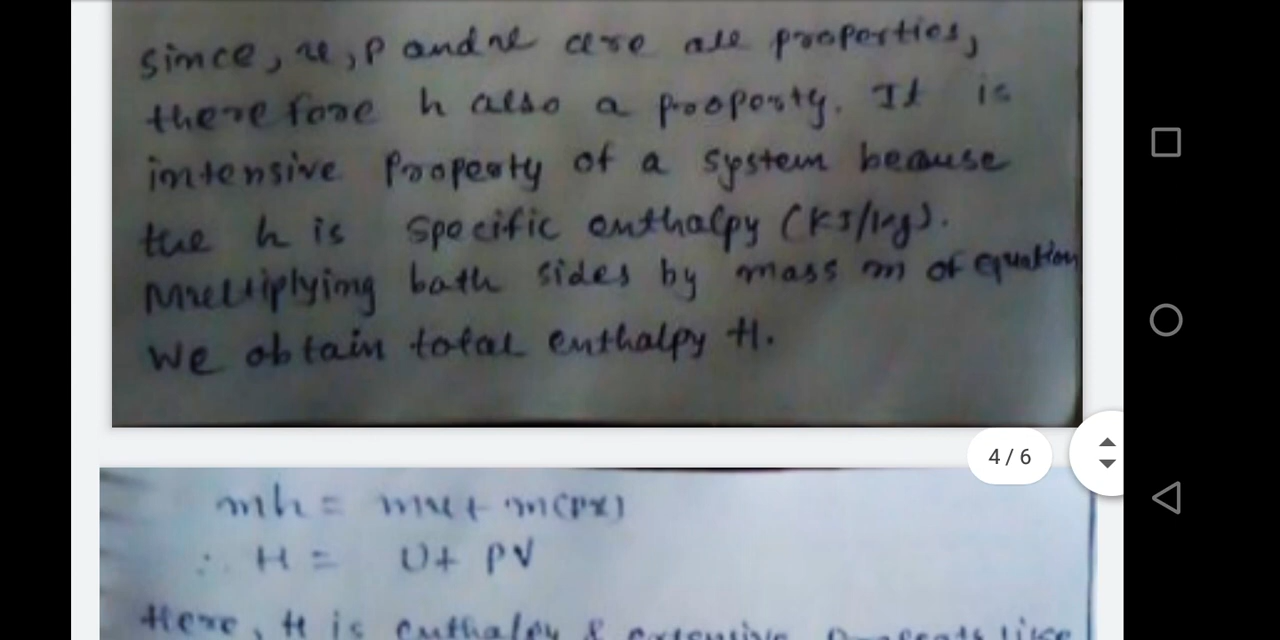 since, u, p and v are all properties,
therefore h also a property. It is
intensive Property of a system because
the h is specific enthalpy (KJ/kg).
Multiplying both sides by mass m of equation
We obtain total enthalpy H.
4 / 6
mh = mu + m(pv)
∴ H = U + PV
Here, H is enthalpy & extensive